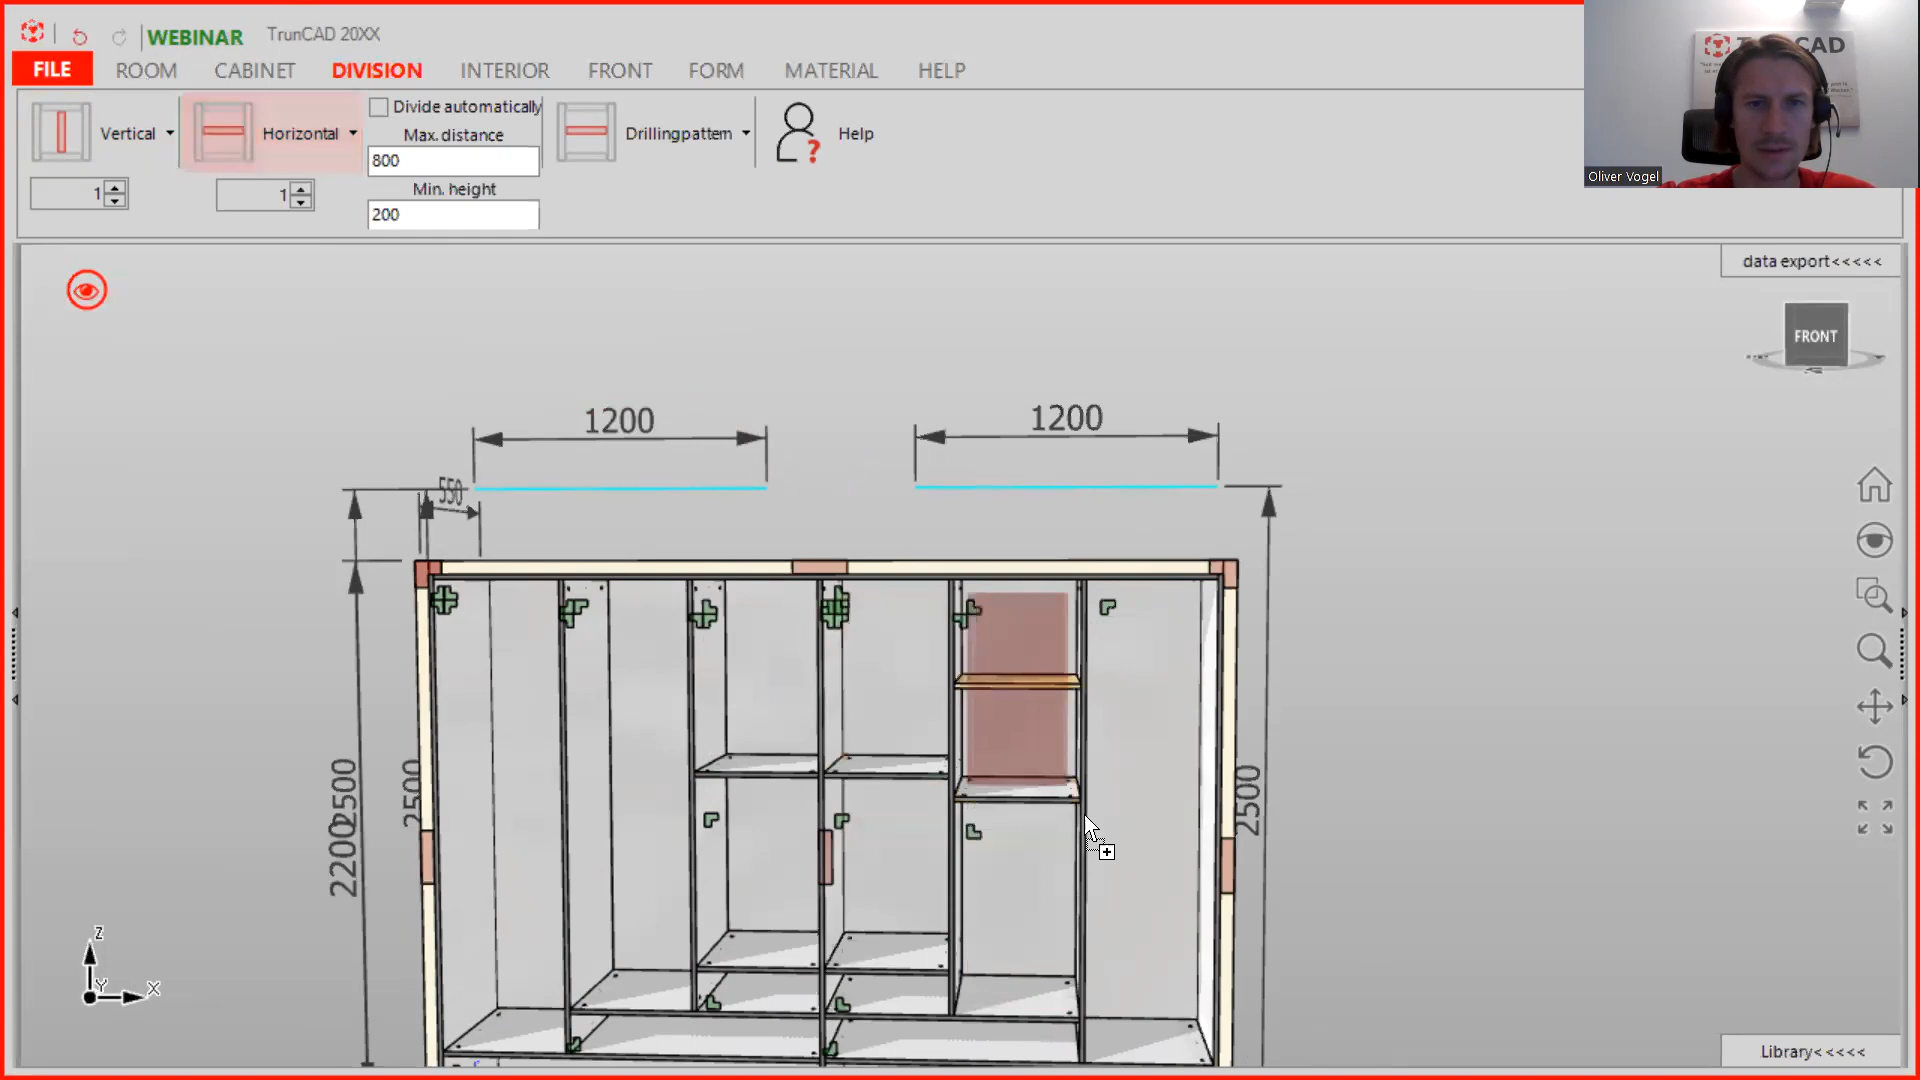 WEBINAR TrunCAD 20XX
FILE ROOM CABINET DIVISION INTERIOR FRONT FORM MATERIAL HELP
Vertical
1
Horizontal
1
Divide automatically
Max. distance
800
Min. height
200
Drillingpattern
Help
CAD
Oliver Vogel
data export<<<<<
FRONT
1200
1200
550
2500
2200
2500
2500
Z
Y
X
Library<<<<<